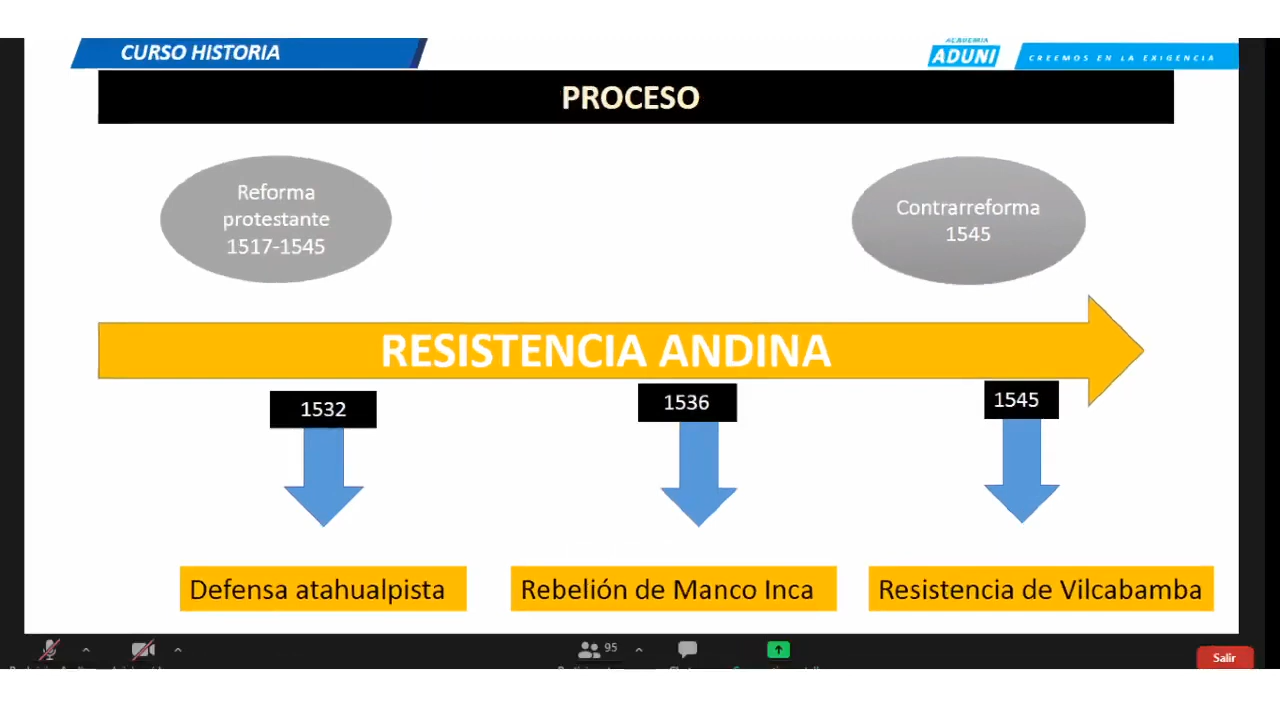 CURSO HISTORIA
ACADEMIA
ADUNI
CREEMOS EN LA EXIGENCIA
PROCESO
Reforma
protestante
1517-1545
Contrarreforma
1545
RESISTENCIA ANDINA
1532
1536
1545
Defensa atahualpista
Rebelión de Manco Inca
Resistencia de Vilcabamba
95
Salir